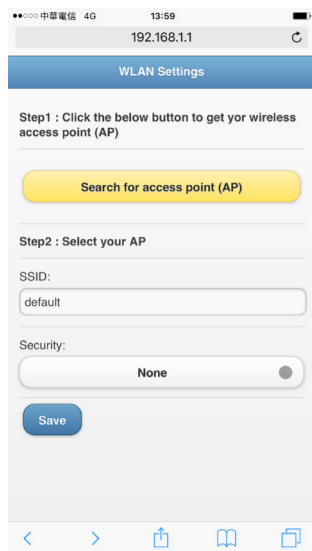 中華電信 4G 13:59
192.168.1.1
WLAN Settings
Step1 : Click the below button to get yor wireless
access point (AP)
Search for access point (AP)
Step2 : Select your AP
SSID:
default
Security:
None
Save